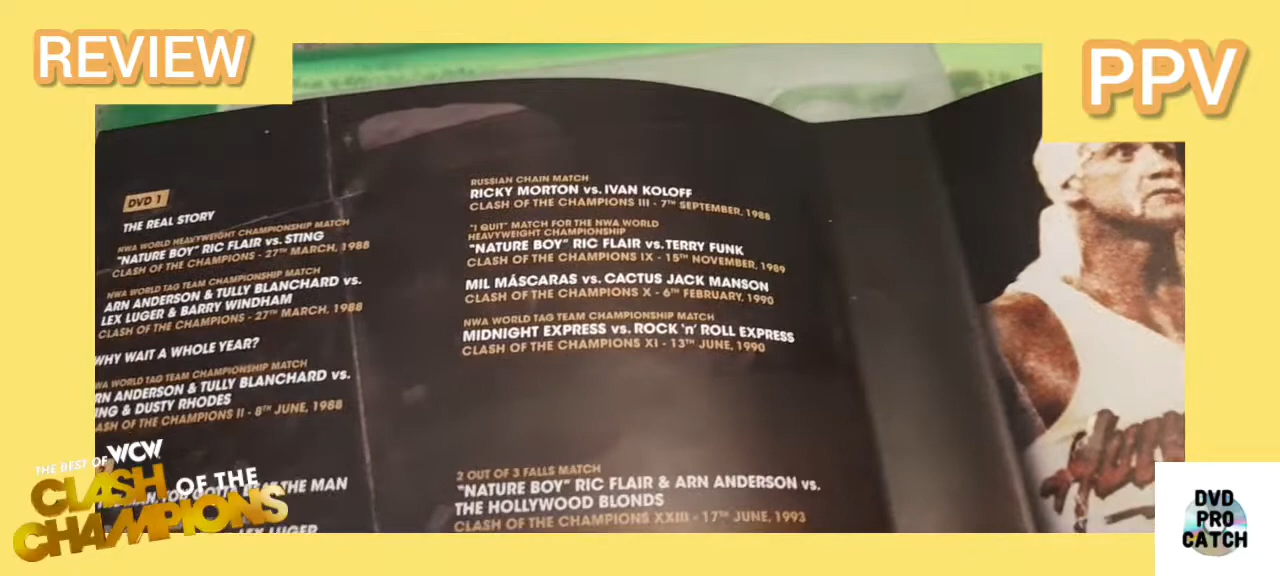 REVIEW
PPV
DVD 1
THE REAL STORY
NWA WORLD HEAVYWEIGHT CHAMPIONSHIP MATCH
"NATURE BOY" RIC FLAIR vs. STING
CLASH OF THE CHAMPIONS - 27TH MARCH, 1988
NWA WORLD TAG TEAM CHAMPIONSHIP MATCH
ARN ANDERSON & TULLY BLANCHARD vs.
LEX LUGER & BARRY WINDHAM
CLASH OF THE CHAMPIONS - 27TH MARCH, 1988
WHY WAIT A WHOLE YEAR?
WA WORLD TAG TEAM CHAMPIONSHIP MATCH
RN ANDERSON & TULLY BLANCHARD vs.
NG & DUSTY RHODES
ASH OF THE CHAMPIONS II - 8TH JUNE, 1988
THE MAN
LEX LUGER
RUSSIAN CHAIN MATCH
RICKY MORTON vs. IVAN KOLOFF
CLASH OF THE CHAMPIONS III - 7TH SEPTEMBER, 1988
"I QUIT" MATCH FOR THE NWA WORLD
HEAVYWEIGHT CHAMPIONSHIP
"NATURE BOY" RIC FLAIR vs. TERRY FUNK
CLASH OF THE CHAMPIONS IX - 15TH NOVEMBER, 1989
MIL MÁSCARAS vs. CACTUS JACK MANSON
CLASH OF THE CHAMPIONS X - 6TH FEBRUARY, 1990
NWA WORLD TAG TEAM CHAMPIONSHIP MATCH
MIDNIGHT EXPRESS vs. ROCK 'n' ROLL EXPRESS
CLASH OF THE CHAMPIONS XI - 13TH JUNE, 1990
2 OUT OF 3 FALLS MATCH
"NATURE BOY" RIC FLAIR & ARN ANDERSON vs.
THE HOLLYWOOD BLONDS
CLASH OF THE CHAMPIONS XXIII - 17TH JUNE, 1993
THE BEST OF WCW
CLASH OF THE
CHAMPIONS
DVD
PRO
CATCH